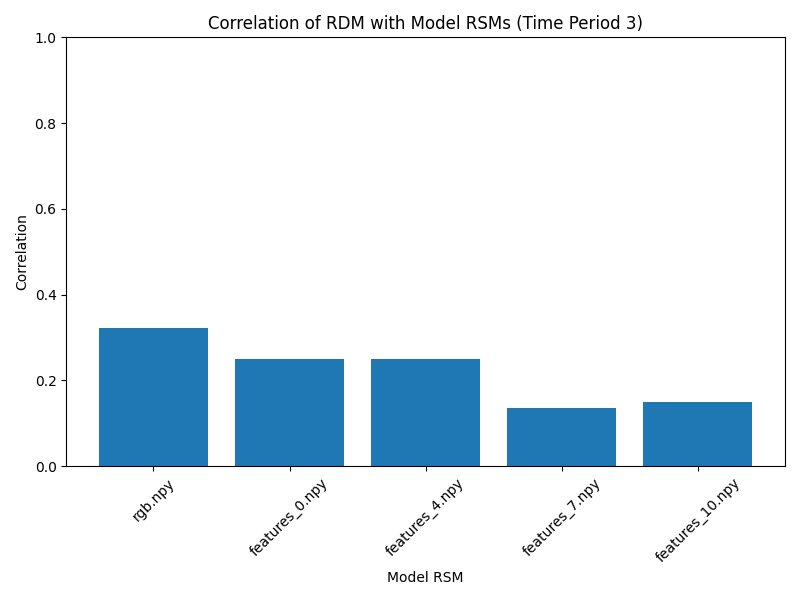 Correlation of RDM with Model RSMs (Time Period 3)
1.0
0.8
0.6
0.4
0.2
0.0
Correlation
rgb.npy
features_0.npy
features_4.npy
features_7.npy
features_10.npy
Model RSM